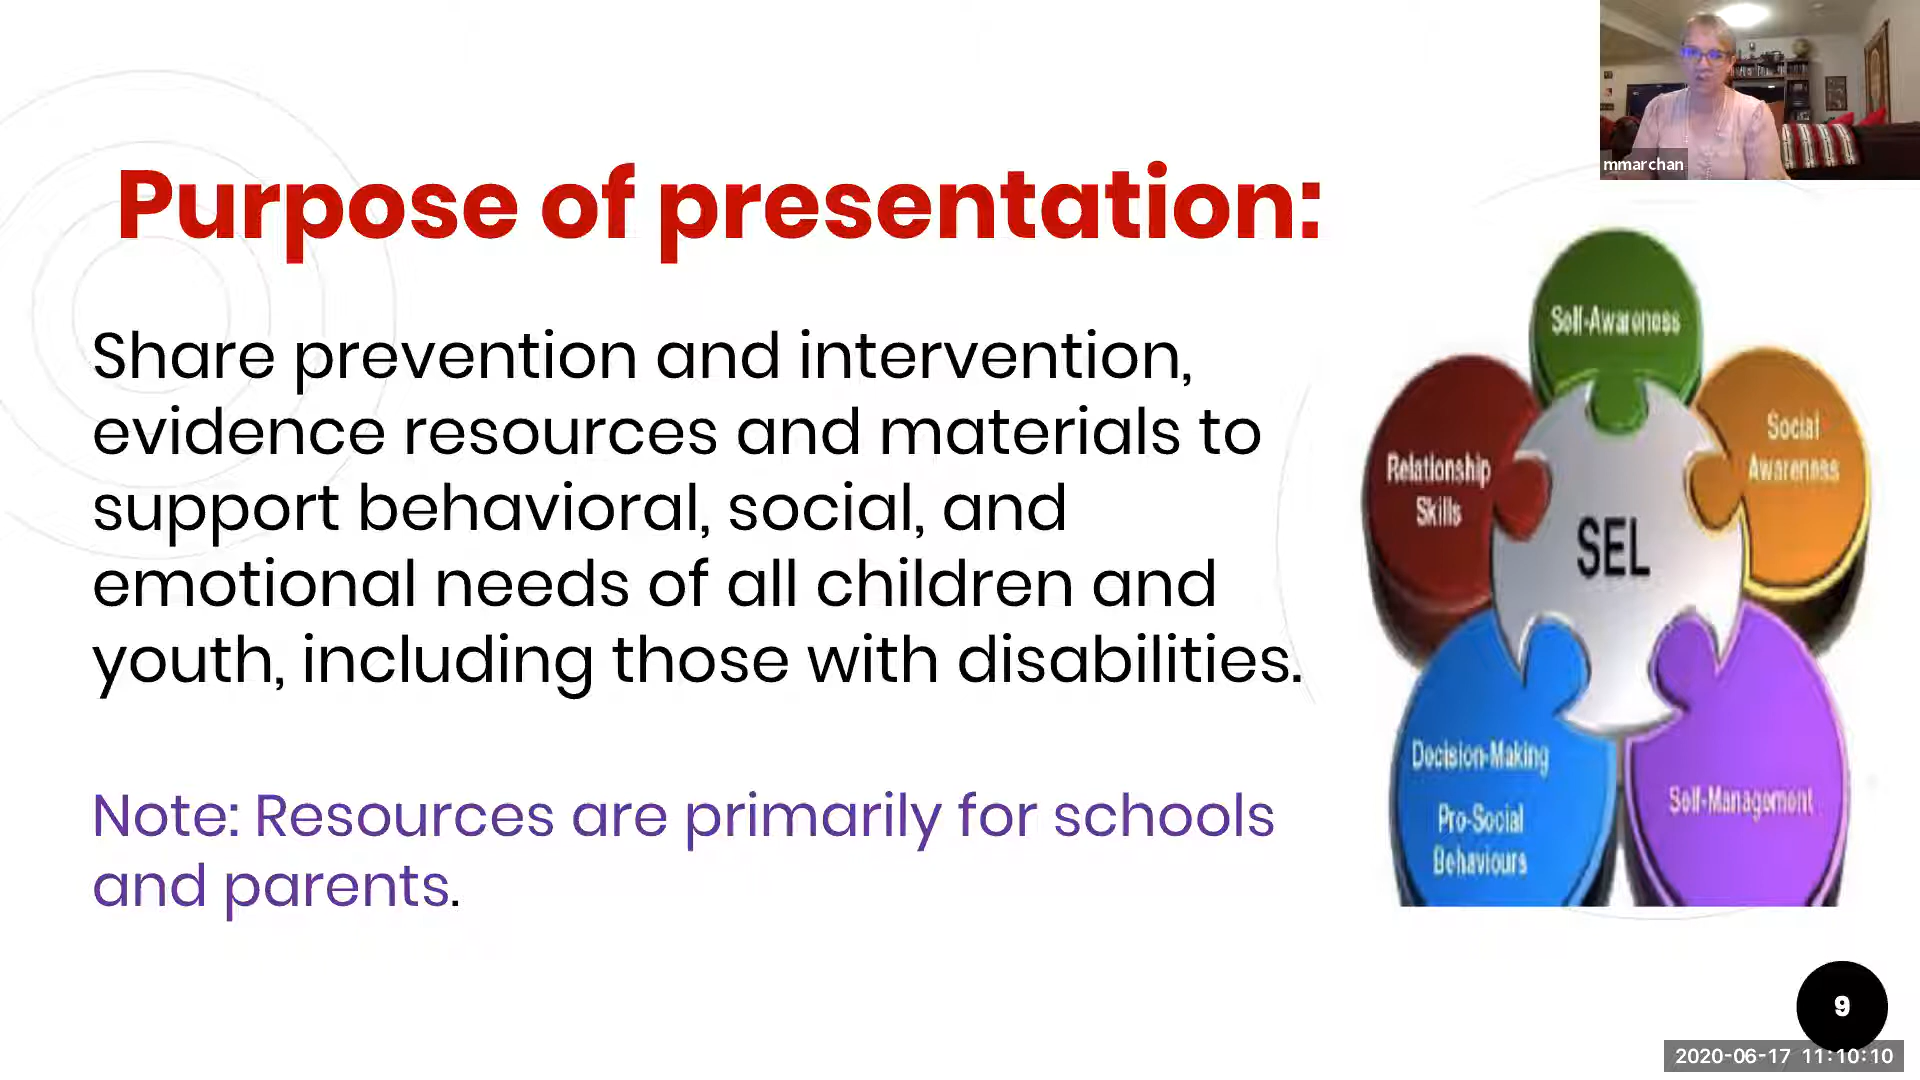 mmarchan
Purpose of presentation:
Share prevention and intervention,
evidence resources and materials to
support behavioral, social, and
emotional needs of all children and
youth, including those with disabilities.
Note: Resources are primarily for schools
and parents.
Self-Awareness
Social
Awareness
Relationship
Skills
SEL
Decision-Making
Pro-Social
Behaviours
Self-Management
9
2020-06-17 11:10:10